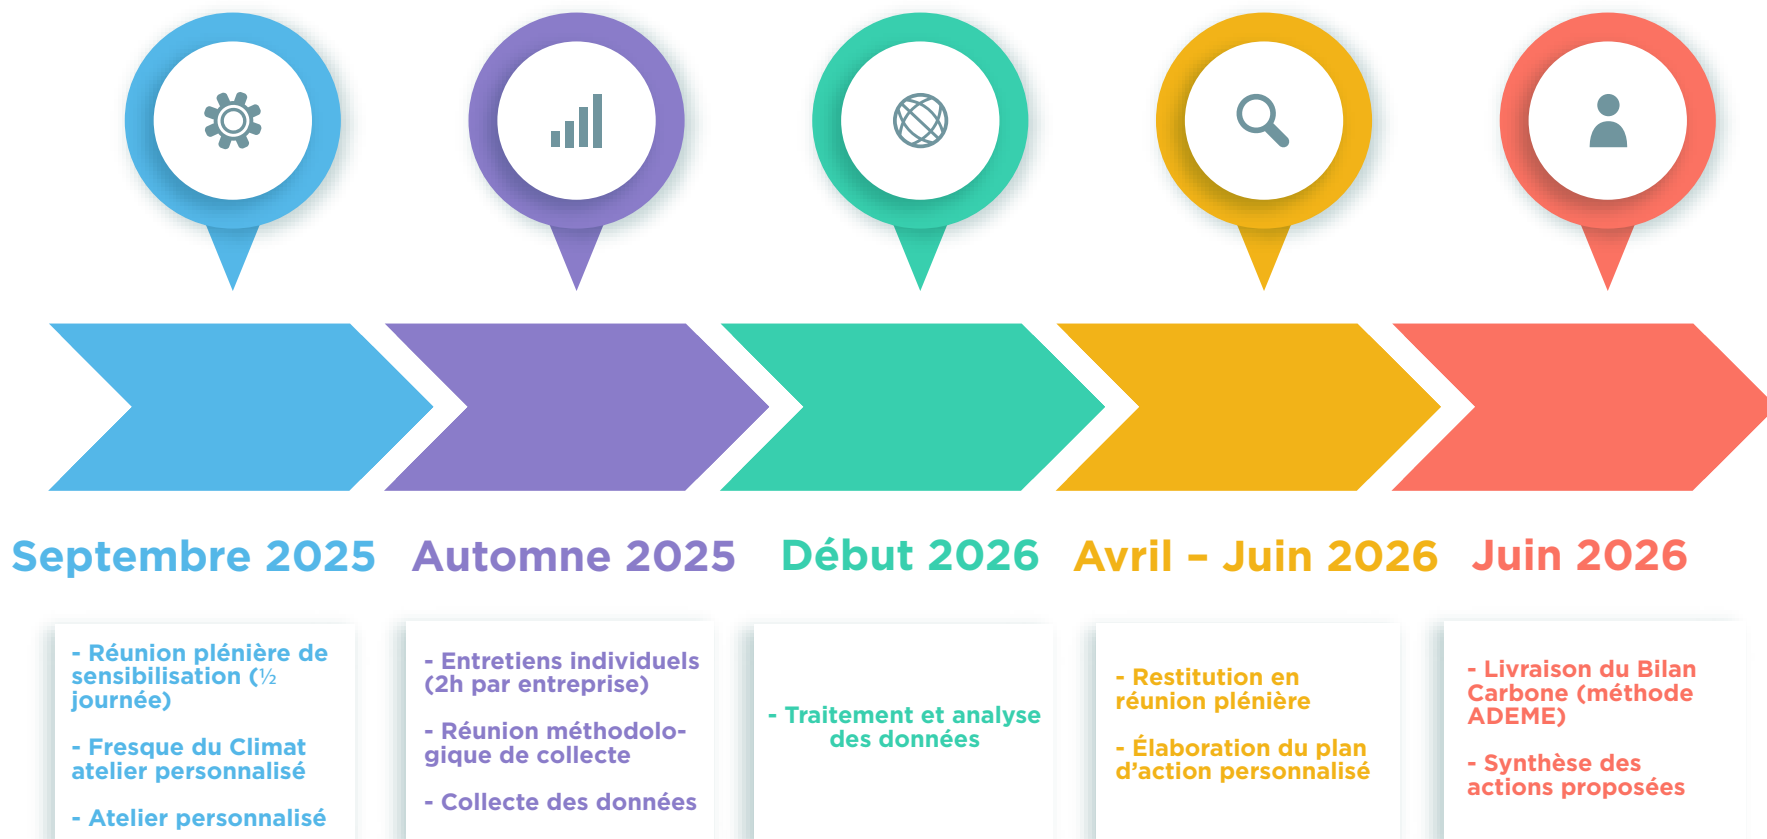 Septembre 2025
Automne 2025
Début 2026
Avril – Juin 2026
Juin 2026
- Réunion plénière de
sensibilisation (½
journée)
- Fresque du Climat
atelier personnalisé
- Atelier personnalisé
- Entretiens individuels
(2h par entreprise)
- Réunion méthodolo-
gique de collecte
- Collecte des données
- Traitement et analyse
des données
- Restitution en
réunion plénière
- Élaboration du plan
d’action personnalisé
- Livraison du Bilan
Carbone (méthode
ADEME)
- Synthèse des
actions proposées